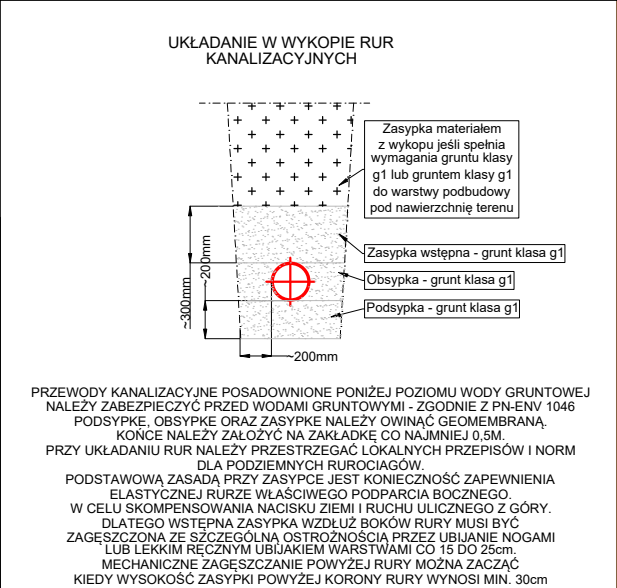 UKŁADANIE W WYKOPIE RUR
KANALIZACYJNYCH
Zasypka materiałem
z wykopu jeśli spełnia
wymagania gruntu klasy
g1 lub gruntem klasy g1
do warstwy podbudowy
pod nawierzchnię terenu
Zasypka wstępna - grunt klasa g1
Obsypka - grunt klasa g1
Podsypka - grunt klasa g1
~300mm
~200mm
~200mm
PRZEWODY KANALIZACYJNE POSADOWNIONE PONIŻEJ POZIOMU WODY GRUNTOWEJ
NALEŻY ZABEZPIECZYĆ PRZED WODAMI GRUNTOWYMI - ZGODNIE Z PN-ENV 1046
PODSYPKE, OBSYPKE ORAZ ZASYPKE NALEŻY OWINĄĆ GEOMEMBRANĄ.
KOŃCE NALEŻY ZAŁOŻYĆ NA ZAKŁADKĘ CO NAJMNIEJ 0,5M.
PRZY UKŁADANIU RUR NALEŻY PRZESTRZEGAĆ LOKALNYCH PRZEPISÓW I NORM
DLA PODZIEMNYCH RUROCIAGÓW.
PODSTAWOWĄ ZASADĄ PRZY ZASYPCE JEST KONIECZNOŚĆ ZAPEWNIENIA
ELASTYCZNEJ RURZE WŁAŚCIWEGO PODPARCIA BOCZNEGO.
W CELU SKOMPENSOWANIA NACISKU ZIEMI I RUCHU ULICZNEGO Z GÓRY.
DLATEGO WSTĘPNA ZASYPKA WZDŁUŻ BOKÓW RURY MUSI BYĆ
ZAGĘSZCZONA ZE SZCZEGÓLNĄ OSTROŻNOŚCIĄ PRZEZ UBIJANIE NOGAMI
LUB LEKKIM RĘCZNYM UBIJAKIEM WARSTWAMI CO 15 DO 25cm.
MECHANICZNE ZAGĘSZCZANIE POWYŻEJ RURY MOŻNA ZACZĄĆ
KIEDY WYSOKOŚĆ ZASYPKI POWYŻEJ KORONY RURY WYNOSI MIN. 30cm